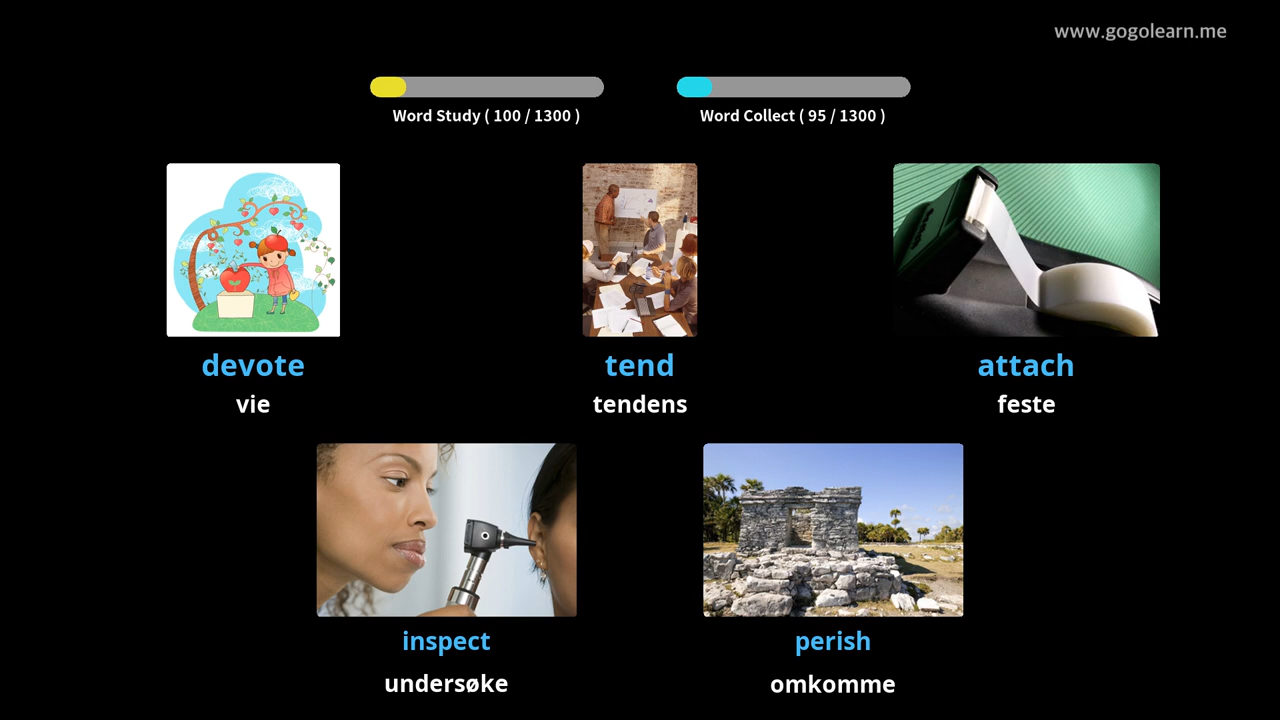 www.gogolearn.me
Word Study ( 100 / 1300 )
Word Collect ( 95 / 1300 )
devote
vie
tend
tendens
attach
feste
inspect
undersøke
perish
omkomme